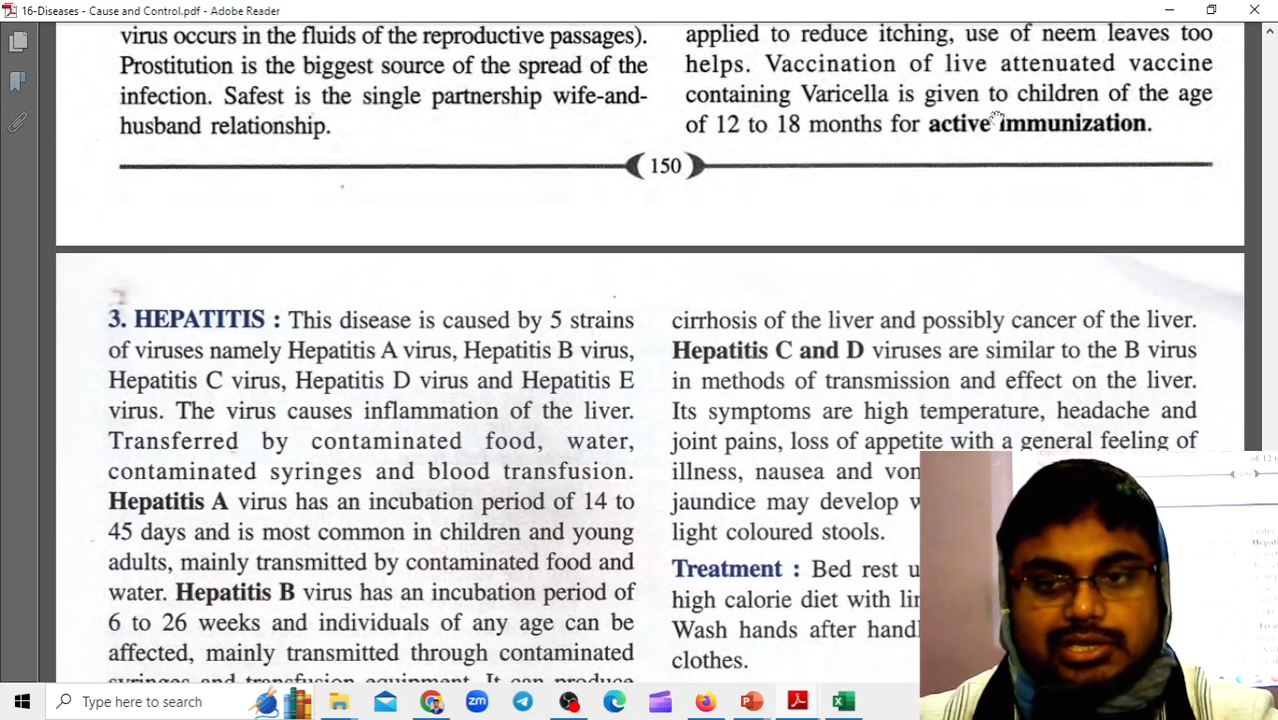 16-Diseases - Cause and Control.pdf - Adobe Reader
virus occurs in the fluids of the reproductive passages).
Prostitution is the biggest source of the spread of the
infection. Safest is the single partnership wife-and-
husband relationship.
applied to reduce itching, use of neem leaves too
helps. Vaccination of live attenuated vaccine
containing Varicella is given to children of the age
of 12 to 18 months for active immunization.
150
3. HEPATITIS : This disease is caused by 5 strains
of viruses namely Hepatitis A virus, Hepatitis B virus,
Hepatitis C virus, Hepatitis D virus and Hepatitis E
virus. The virus causes inflammation of the liver.
Transferred by contaminated food, water,
contaminated syringes and blood transfusion.
Hepatitis A virus has an incubation period of 14 to
45 days and is most common in children and young
adults, mainly transmitted by contaminated food and
water. Hepatitis B virus has an incubation period of
6 to 26 weeks and individuals of any age can be
affected, mainly transmitted through contaminated
syringes and transfusion equipment. It can produce
cirrhosis of the liver and possibly cancer of the liver.
Hepatitis C and D viruses are similar to the B virus
in methods of transmission and effect on the liver.
Its symptoms are high temperature, headache and
joint pains, loss of appetite with a general feeling of
illness, nausea and
jaundice may develop
light coloured stools.
Treatment : Bed rest
high calorie diet with
Wash hands after
clothes.
Type here to search
zm